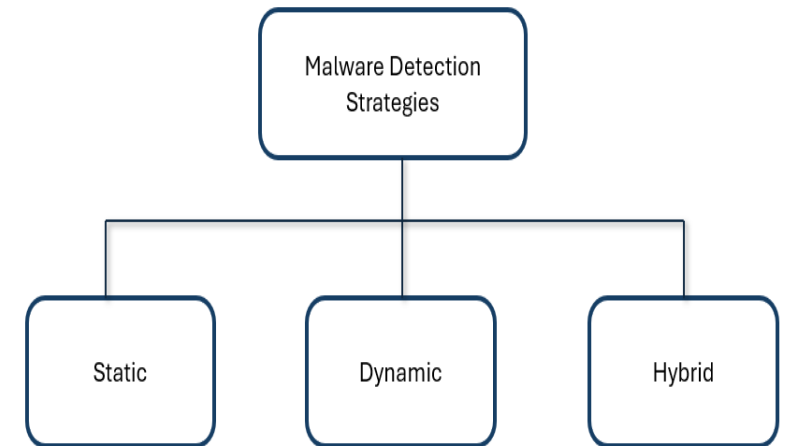 Malware Detection
Strategies
Static
Dynamic
Hybrid